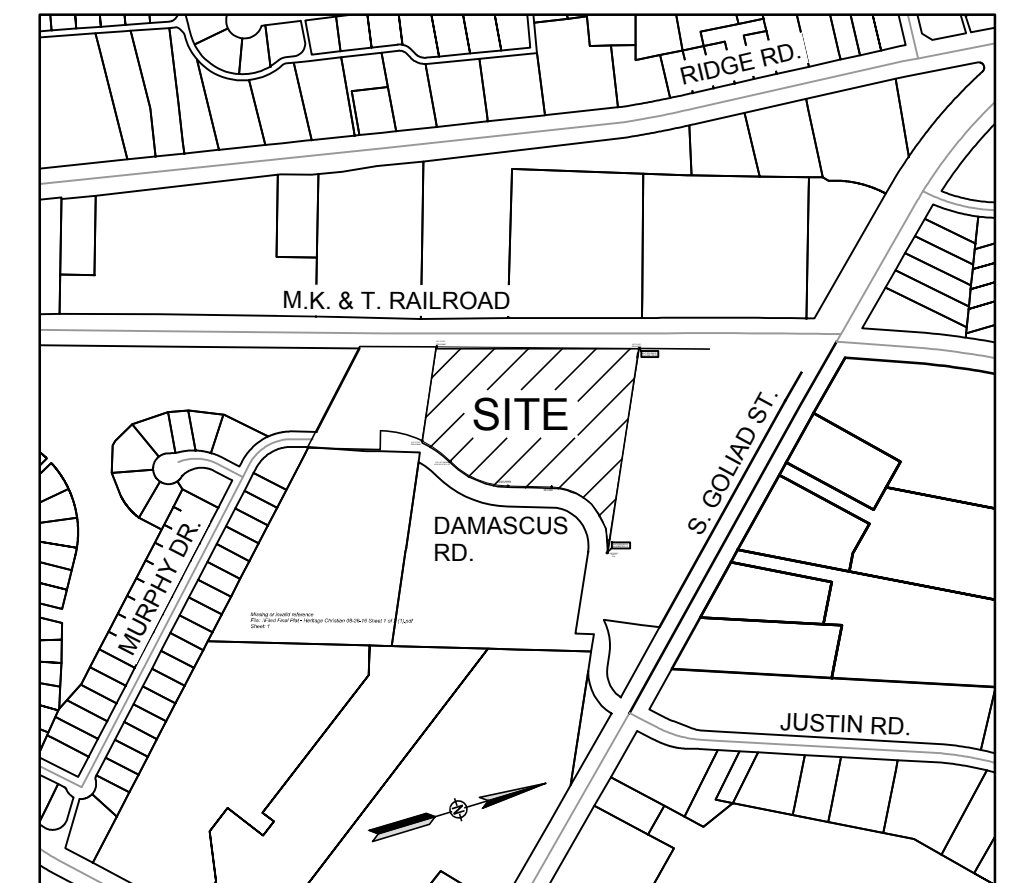 RIDGE RD.
M.K. & T. RAILROAD
SITE
S. GOLIAD ST.
DAMASCUS
RD.
MURPHY DR.
Missing or invalid reference
Sheet: 1
JUSTIN RD.
N